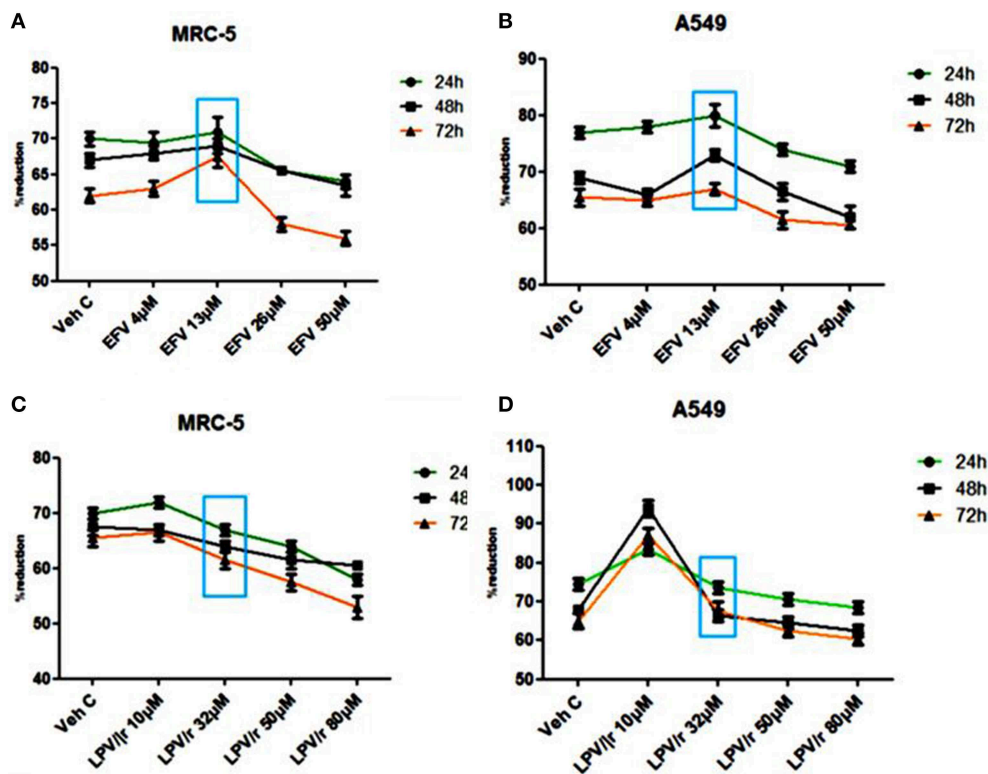 A
MRC-5
%reduction
80
75
70
65
60
55
50
Veh C
EFV 4µM
EFV 13µM
EFV 26µM
EFV 50µM
24h
48h
72h
B
A549
%reduction
90
80
70
60
50
Veh C
EFV 4µM
EFV 13µM
EFV 26µM
EFV 50µM
24h
48h
72h
C
MRC-5
%reduction
80
70
60
50
40
Veh C
LPV/r 10µM
LPV/r 32µM
LPV/r 50µM
LPV/r 80µM
24
48
72
D
A549
%reduction
110
100
90
80
70
60
50
Veh C
LPV/r 10µM
LPV/r 32µM
LPV/r 50µM
LPV/r 80µM
24h
48h
72h